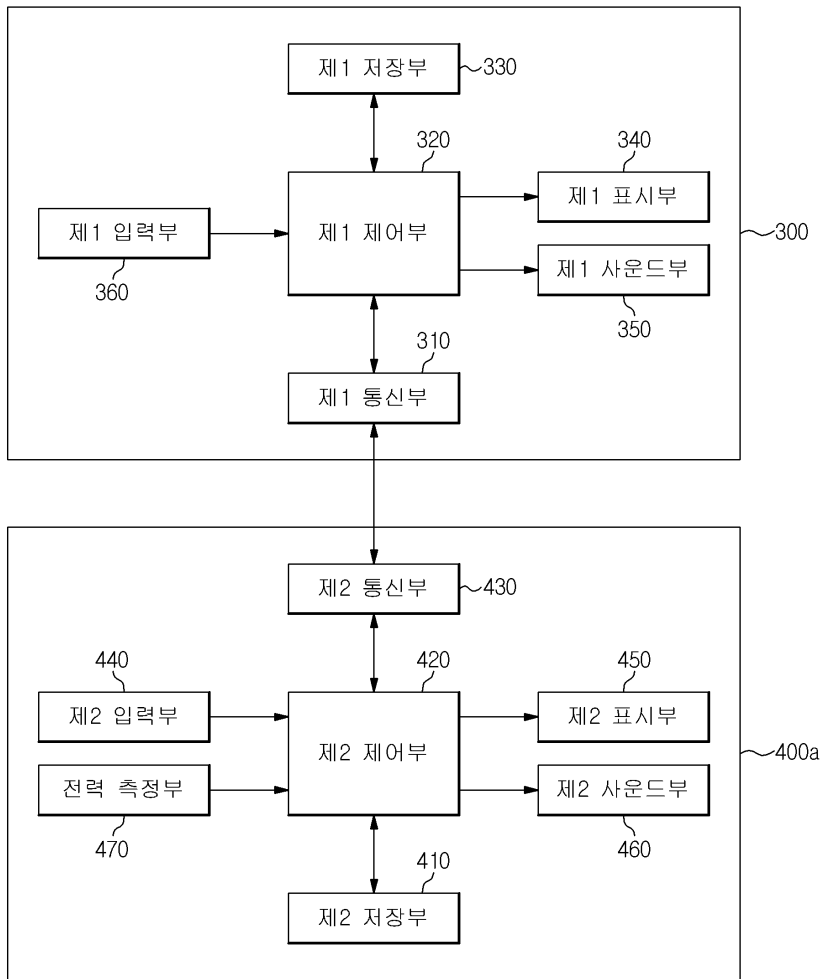 제1 저장부
330
320
340
제1 표시부
제1 입력부
360
제1 제어부
300
제1 사운드부
350
310
제1 통신부
제2 통신부
430
440
420
450
제2 입력부
제2 표시부
제2 제어부
400a
전력 측정부
제2 사운드부
470
460
410
제2 저장부